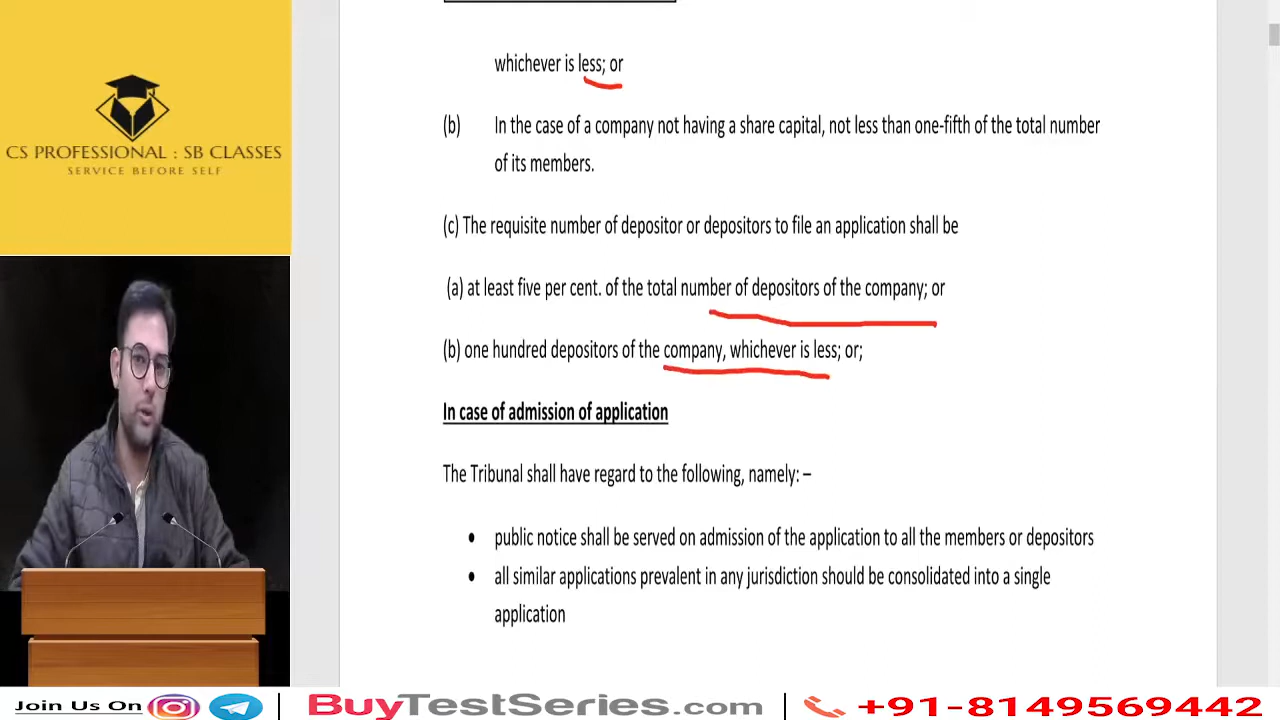 whichever is less; or
(b) In the case of a company not having a share capital, not less than one-fifth of the total number
of its members.
(c) The requisite number of depositor or depositors to file an application shall be
(a) at least five per cent. of the total number of depositors of the company; or
(b) one hundred depositors of the company, whichever is less; or;
In case of admission of application
The Tribunal shall have regard to the following, namely: –
• public notice shall be served on admission of the application to all the members or depositors
• all similar applications prevalent in any jurisdiction should be consolidated into a single
application
CS PROFESSIONAL : SB CLASSES
SERVICE BEFORE SELF
Join Us On
BuyTestSeries.com
+91-8149569442